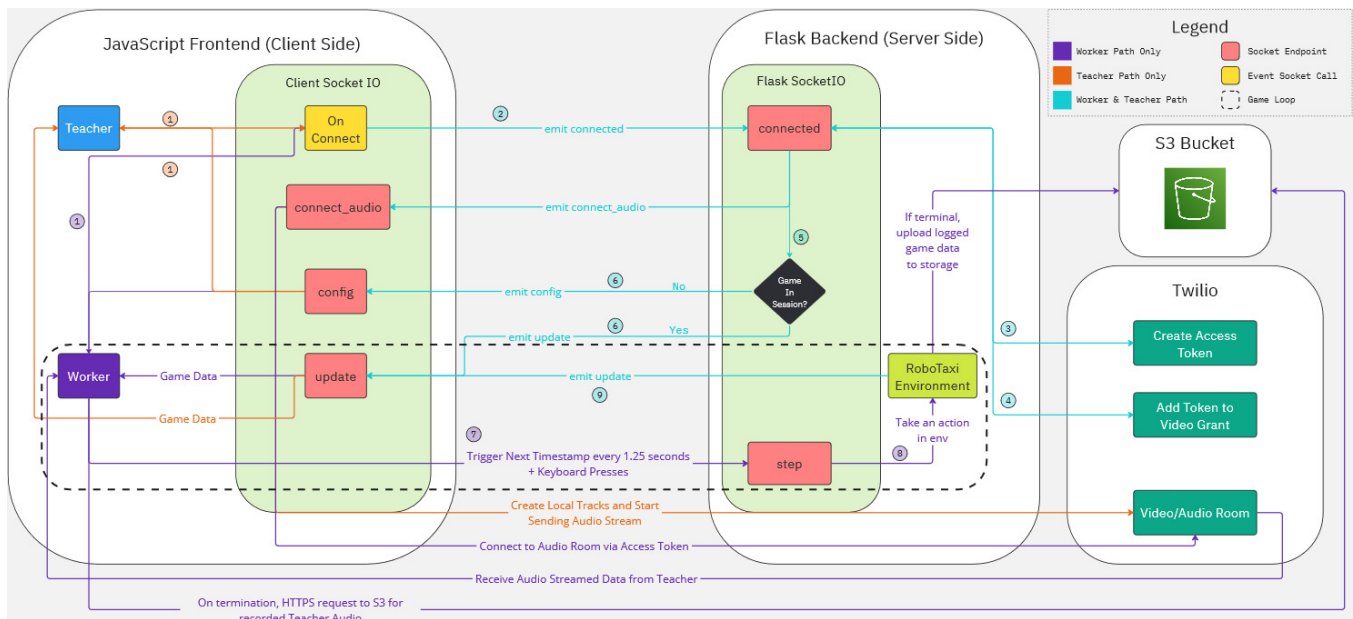 JavaScript Frontend (Client Side)
Flask Backend (Server Side)
Legend
Worker Path Only
Socket Endpoint
Teacher Path Only
Event Socket Call
Worker & Teacher Path
Game Loop
Client Socket IO
Flask SocketIO
Teacher
1
On
Connect
2
emit connected
connected
S3 Bucket
1
1
connect_audio
emit connect_audio
If terminal,
upload logged
game data
to storage
5
config
6
emit config
No
Game
In
Session?
Twilio
6
emit update
Yes
3
Create Access
Token
Worker
Game Data
update
emit update
9
RoboTaxi
Environment
Game Data
4
Add Token to
Video Grant
7
Trigger Next Timestamp every 1.25 seconds
+ Keyboard Presses
step
8
Take an action
in env
Create Local Tracks and Start
Sending Audio Stream
Video/Audio Room
Connect to Audio Room via Access Token
Receive Audio Streamed Data from Teacher
On termination, HTTPS request to S3 for
recorded Teacher Audio